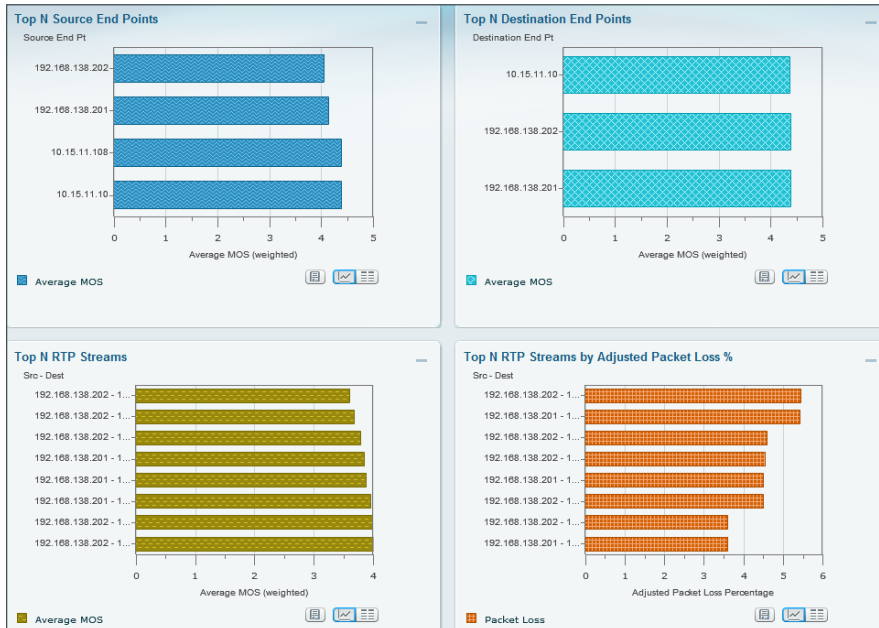 Top N Source End Points
Source End Pt
192.168.138.202
192.168.138.201
10.15.11.108
10.15.11.10
0 1 2 3 4 5
Average MOS (weighted)
Average MOS
Top N Destination End Points
Destination End Pt
10.15.11.10
192.168.138.202
192.168.138.201
0 1 2 3 4 5
Average MOS (weighted)
Average MOS
Top N RTP Streams
Src - Dest
192.168.138.202 - 1...
192.168.138.202 - 1...
192.168.138.202 - 1...
192.168.138.201 - 1...
192.168.138.201 - 1...
192.168.138.201 - 1...
192.168.138.202 - 1...
192.168.138.202 - 1...
0 1 2 3 4
Average MOS (weighted)
Average MOS
Top N RTP Streams by Adjusted Packet Loss %
Src - Dest
192.168.138.202 - 1...
192.168.138.201 - 1...
192.168.138.202 - 1...
192.168.138.202 - 1...
192.168.138.201 - 1...
192.168.138.202 - 1...
192.168.138.202 - 1...
192.168.138.201 - 1...
0 1 2 3 4 5 6
Adjusted Packet Loss Percentage
Packet Loss